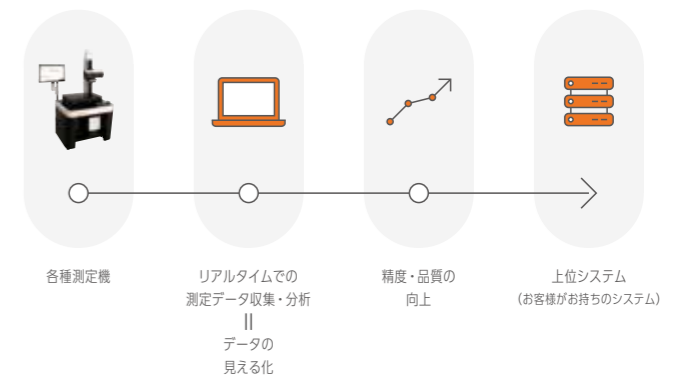 各種測定機
リアルタイムでの
測定データ収集・分析
||
データの
見える化
精度・品質の
向上
上位システム
(お客様がお持ちのシステム)